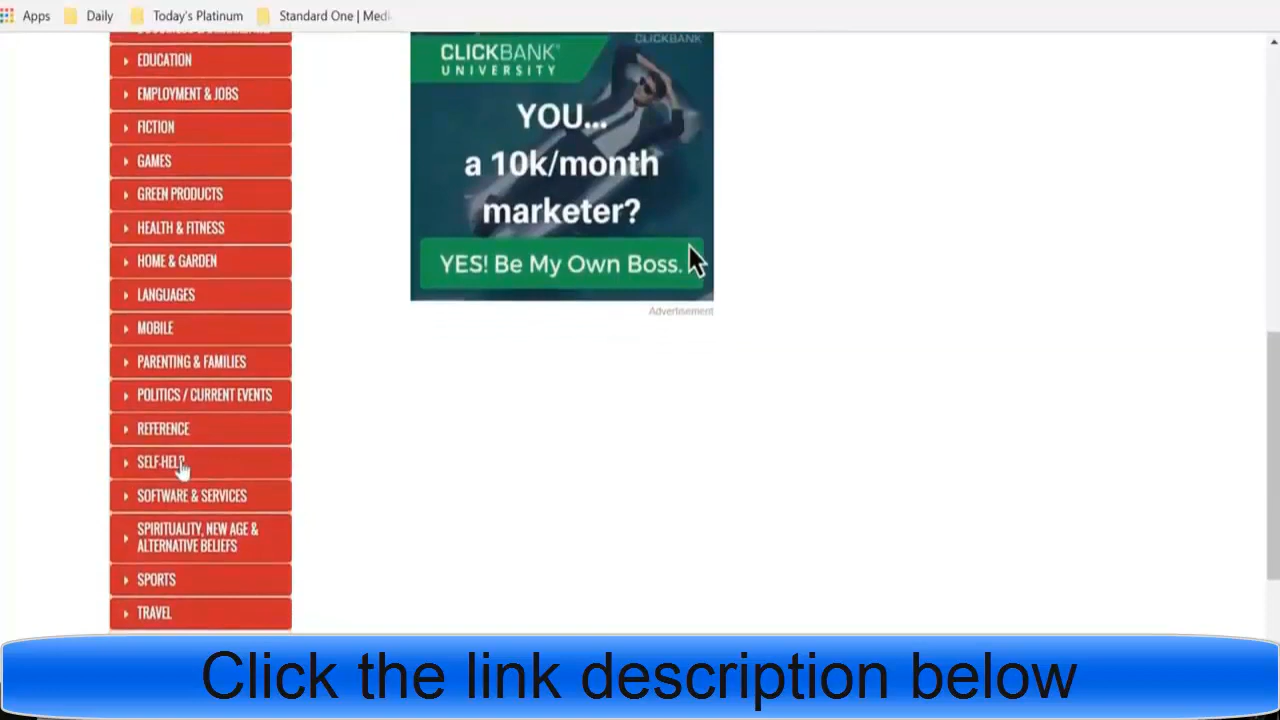 Apps
Daily
Today's Platinum
Standard One | Medi
EDUCATION
EMPLOYMENT & JOBS
FICTION
GAMES
GREEN PRODUCTS
HEALTH & FITNESS
HOME & GARDEN
LANGUAGES
MOBILE
PARENTING & FAMILIES
POLITICS / CURRENT EVENTS
REFERENCE
SELF-HELP
SOFTWARE & SERVICES
SPIRITUALITY, NEW AGE &
ALTERNATIVE BELIEFS
SPORTS
TRAVEL
CLICKBANK
CLICKBANK
UNIVERSITY
YOU...
a 10k/month
marketer?
YES! Be My Own Boss.
Advertisement
Click the link description below